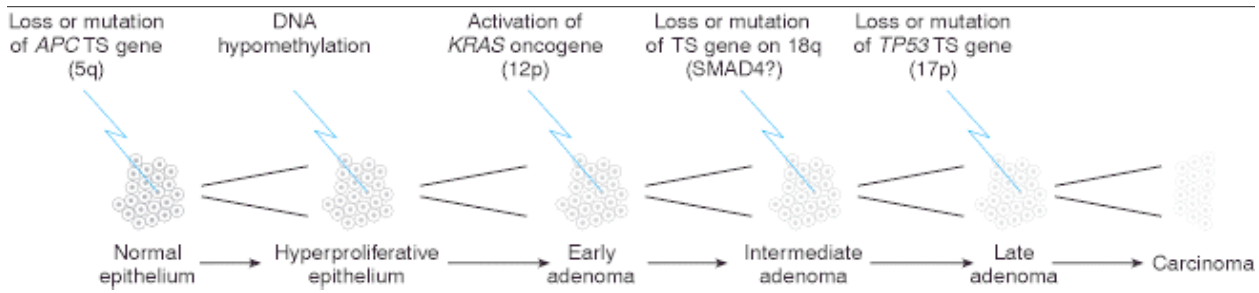 Loss or mutation
of APC TS gene
(5q)
DNA
hypomethylation
Activation of
KRAS oncogene
(12p)
Loss or mutation
of TS gene on 18q
(SMAD4?)
Loss or mutation
of TP53 TS gene
(17p)
Normal
epithelium
Hyperproliferative
epithelium
Early
adenoma
Intermediate
adenoma
Late
adenoma
Carcinoma